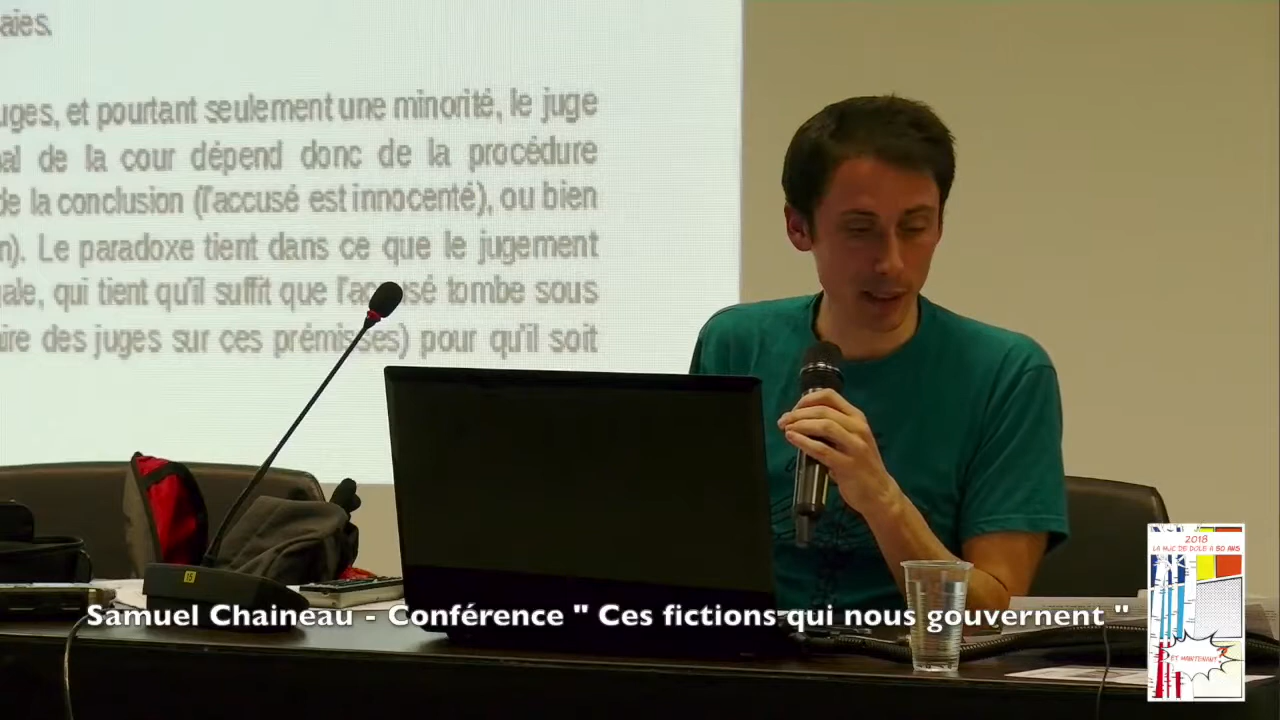 aies.
uges, et pourtant seulement une minorité, le juge
al de la cour dépend donc de la procédure
de la conclusion (l'accusé est innocenté), ou bien
n). Le paradoxe tient dans ce que le jugement
ale, qui tient qu'il suffit que l'accusé tombe sous
ire des juges sur ces prémisses) pour qu'il soit
15
Samuel Chaineau - Conférence " Ces fictions qui nous gouvernent "
2018
LA MJC DE DOLE A 50 ANS
ET MAINTENANT ?